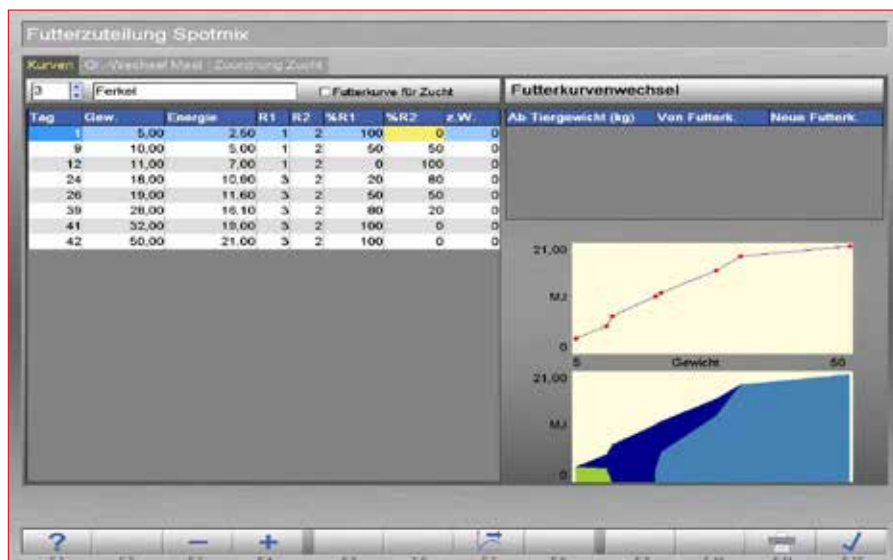 Futterzuteilung Spotmix
Kurven Gr.-Wechsel Mast Zuordnung Zucht
3 Ferkel Futterkurve für Zucht
Tag Gew. Energie R1 R2 %R1 %R2 z.W.
1 5,00 2,50 1 2 100 0 0
9 10,00 5,00 1 2 50 50 0
12 11,00 7,00 1 2 0 100 0
24 18,00 10,80 3 2 20 80 0
26 19,00 11,60 3 2 50 50 0
39 28,00 16,10 3 2 80 20 0
41 32,00 19,00 3 2 100 0 0
42 50,00 21,00 3 2 100 0 0
Futterkurvenwechsel
Ab Tiergewicht (kg) Von Futterk. Neue Futterk.
21,00
MJ
0
5 Gewicht 50
21,00
MJ
0
?